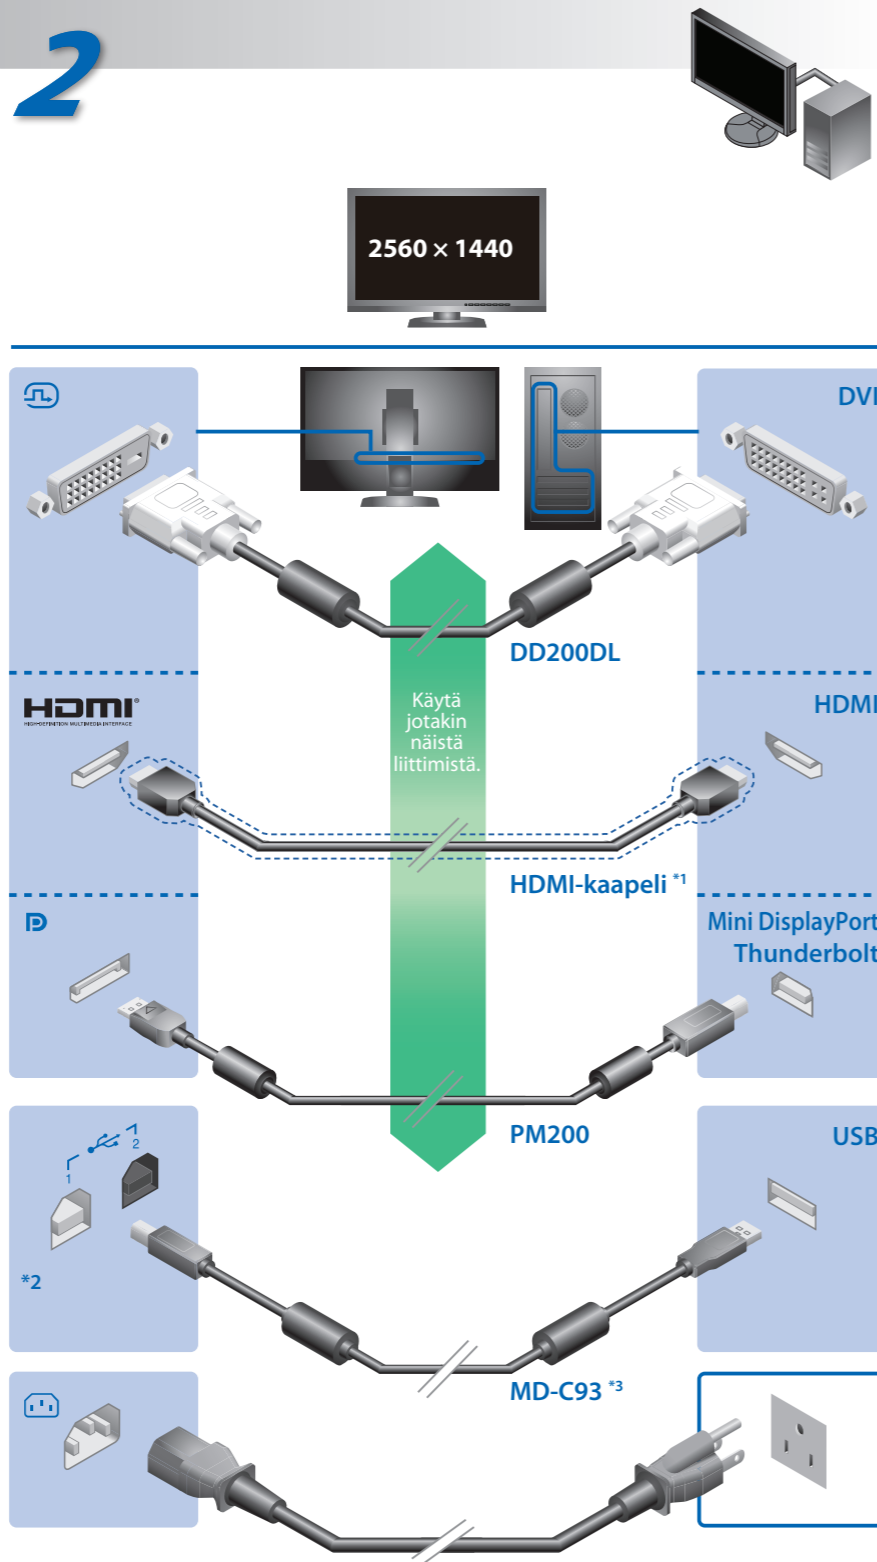 2
2560 × 1440
DVI
DD200DL
HDMI®
HIGH-DEFINITION MULTIMEDIA INTERFACE
HDMI
Käytä
jotakin
näistä
liittimistä.
HDMI-kaapeli *1
Mini DisplayPort
Thunderbolt
PM200
1
2
USB
*2
MD-C93 *3